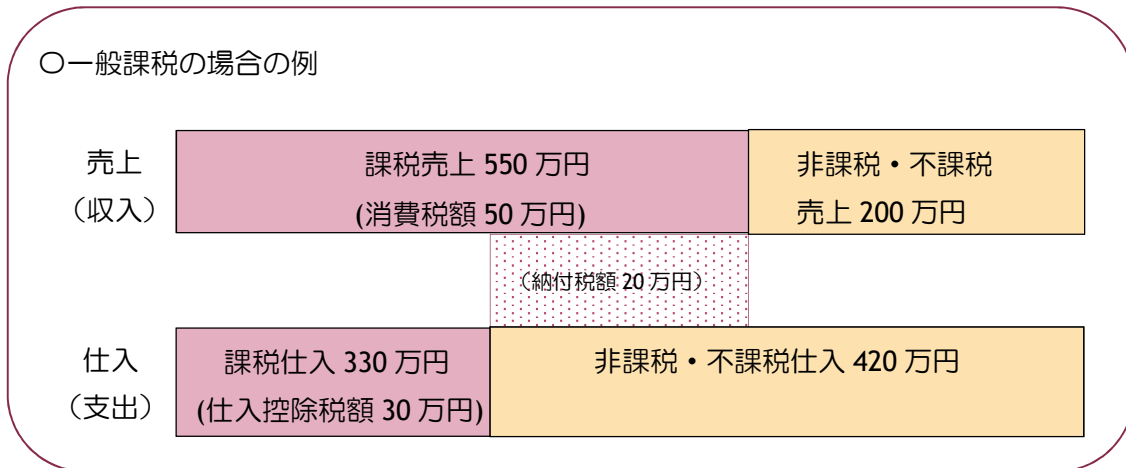 〇一般課税の場合の例
売上
（収入）
課税売上 550 万円
(消費税額 50 万円)
非課税・不課税
売上 200 万円
（納付税額 20 万円）
仕入
（支出）
課税仕入 330 万円
(仕入控除税額 30 万円)
非課税・不課税仕入 420 万円